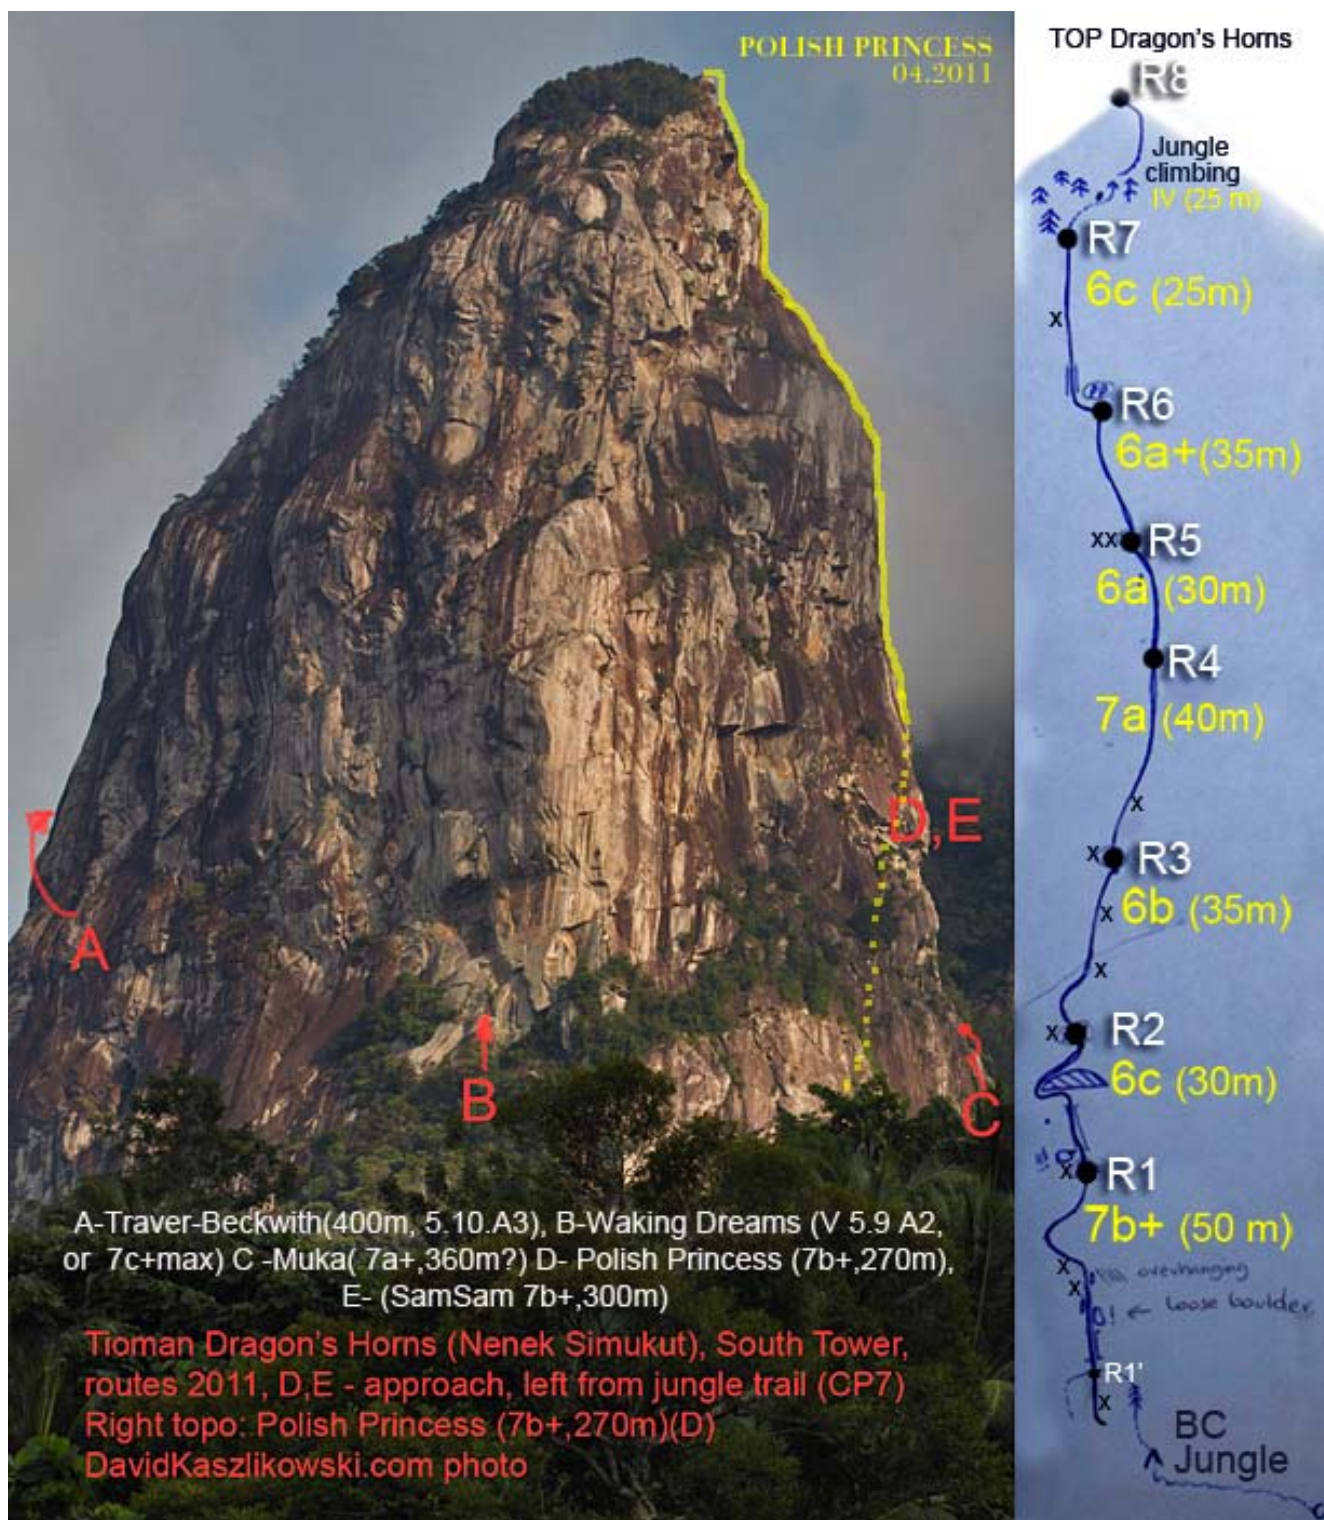 POLISH PRINCESS
04.2011
D,E
A
B
C
A-Traver-Beckwith(400m, 5.10.A3), B-Waking Dreams (V 5.9 A2,
or 7c+max) C -Muka( 7a+,360m?) D- Polish Princess (7b+,270m),
E- (SamSam 7b+,300m)
Tioman Dragon's Horns (Nenek Simukut), South Tower,
routes 2011, D,E - approach, left from jungle trail (CP7)
Right topo: Polish Princess (7b+,270m)(D)
DavidKaszlikowski.com photo
TOP Dragon's Horns
R8
Jungle
climbing
IV (25 m)
R7
6c (25m)
x
R6
6a+(35m)
xx R5
6a (30m)
R4
7a (40m)
x
x R3
x 6b (35m)
x
x R2
6c (30m)
x R1
7b+ (50 m)
x
x
overhanging
! ← Loose boulder
R1'
x
BC
Jungle